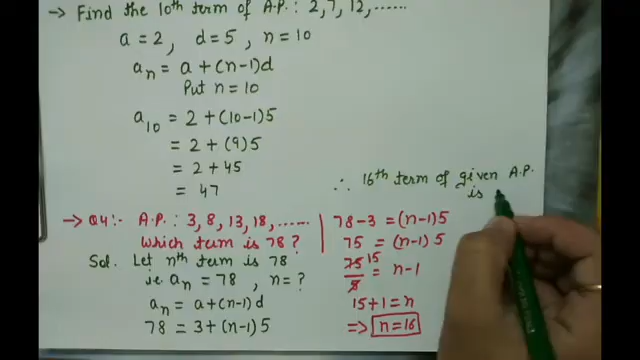 → Find the 10th term of A.P.: 2, 7, 12, ......
a = 2, d = 5, n = 10
aₙ = a + (n-1)d
Put n = 10
a₁₀ = 2 + (10-1)5
= 2 + (9)5
= 2 + 45
= 47
→ Q4:- A.P.: 3, 8, 13, 18, ......
Which term is 78?
Sol. Let nth term is 78
i.e. aₙ = 78, n = ?
aₙ = a + (n-1)d
78 = 3 + (n-1)5
78 - 3 = (n-1)5
75 = (n-1)5
75/5 15 = n-1
15 + 1 = n
⇒ n = 16
∴ 16th term of given A.P.
is